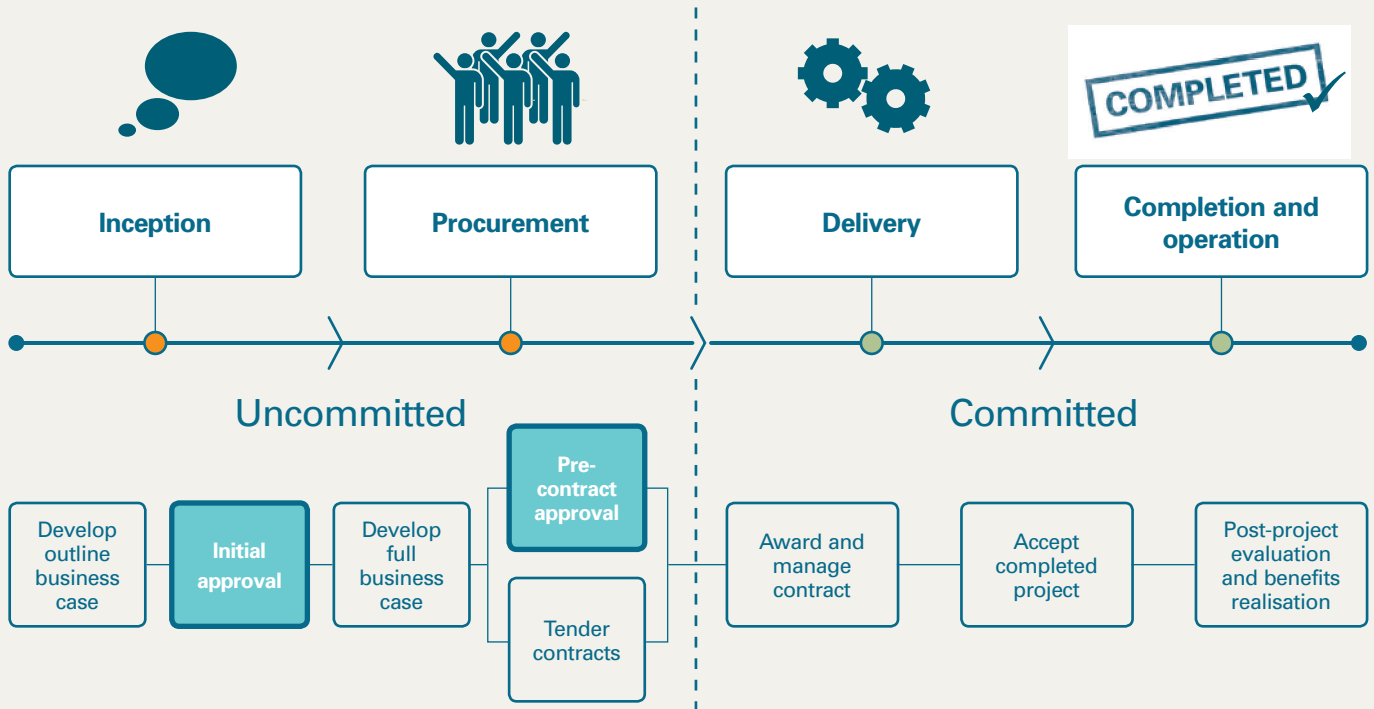 COMPLETED
Inception
Procurement
Delivery
Completion and
operation
Uncommitted
Committed
Develop
outline
business
case
Initial
approval
Develop
full
business
case
Pre-
contract
approval
Tender
contracts
Award and
manage
contract
Accept
completed
project
Post-project
evaluation
and benefits
realisation